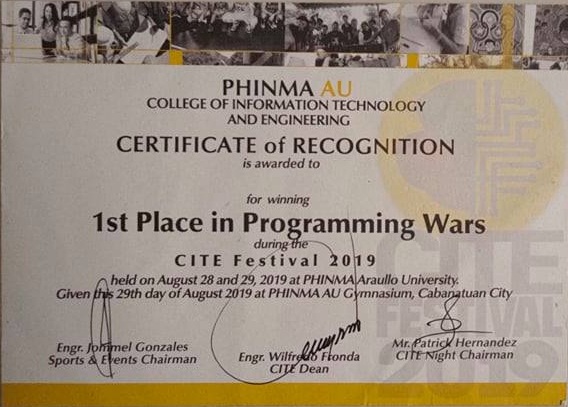 PHINMA AU
COLLEGE OF INFORMATION TECHNOLOGY
AND ENGINEERING
CERTIFICATE of RECOGNITION
is awarded to
for winning
1st Place in Programming Wars
during the
CITE Festival 2019
held on August 28 and 29, 2019 at PHINMA Araullo University.
Given this 29th day of August 2019 at PHINMA AU Gymnasium, Cabanatuan City
Engr. Jommel Gonzales
Sports & Events Chairman
Engr. Wilfredo Fronda
CITE Dean
Mr. Patrick Hernandez
CITE Night Chairman
CITE
FESTIVAL
2019